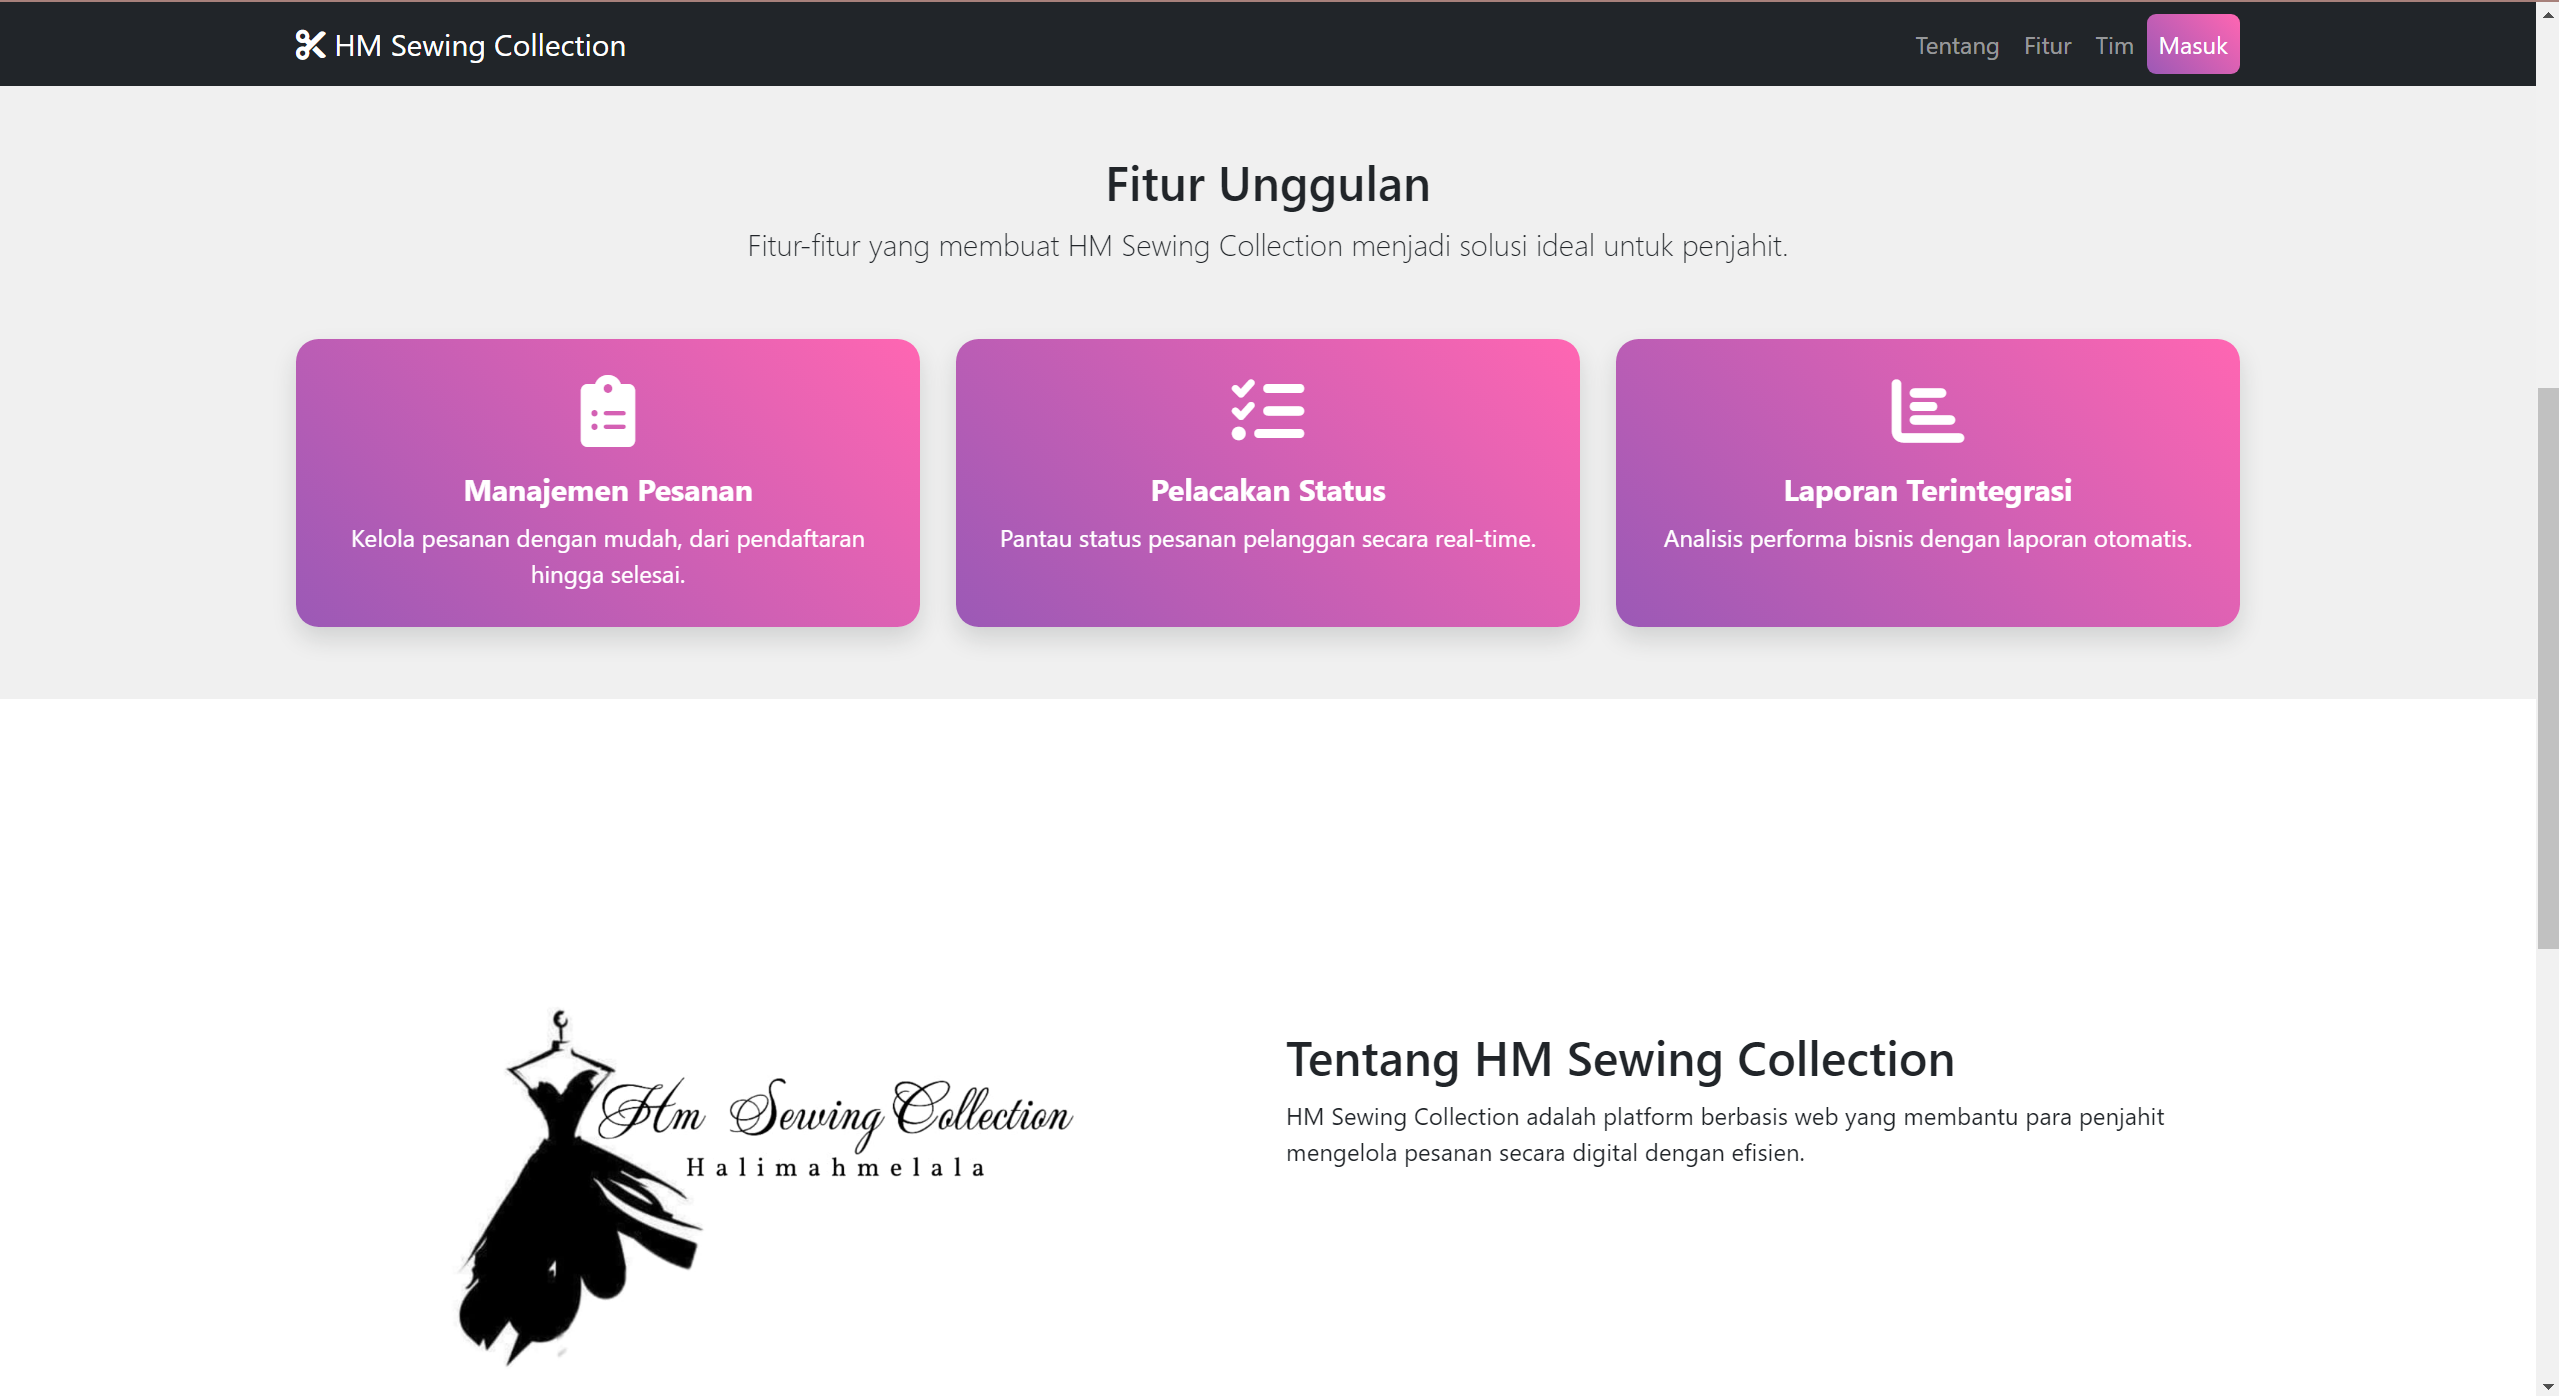 HM Sewing Collection
Tentang Fitur Tim Masuk
Fitur Unggulan
Fitur-fitur yang membuat HM Sewing Collection menjadi solusi ideal untuk penjahit.
Manajemen Pesanan
Kelola pesanan dengan mudah, dari pendaftaran
hingga selesai.
Pelacakan Status
Pantau status pesanan pelanggan secara real-time.
Laporan Terintegrasi
Analisis performa bisnis dengan laporan otomatis.
Hm Sewing Collection
Halimahmelala
Tentang HM Sewing Collection
HM Sewing Collection adalah platform berbasis web yang membantu para penjahit
mengelola pesanan secara digital dengan efisien.